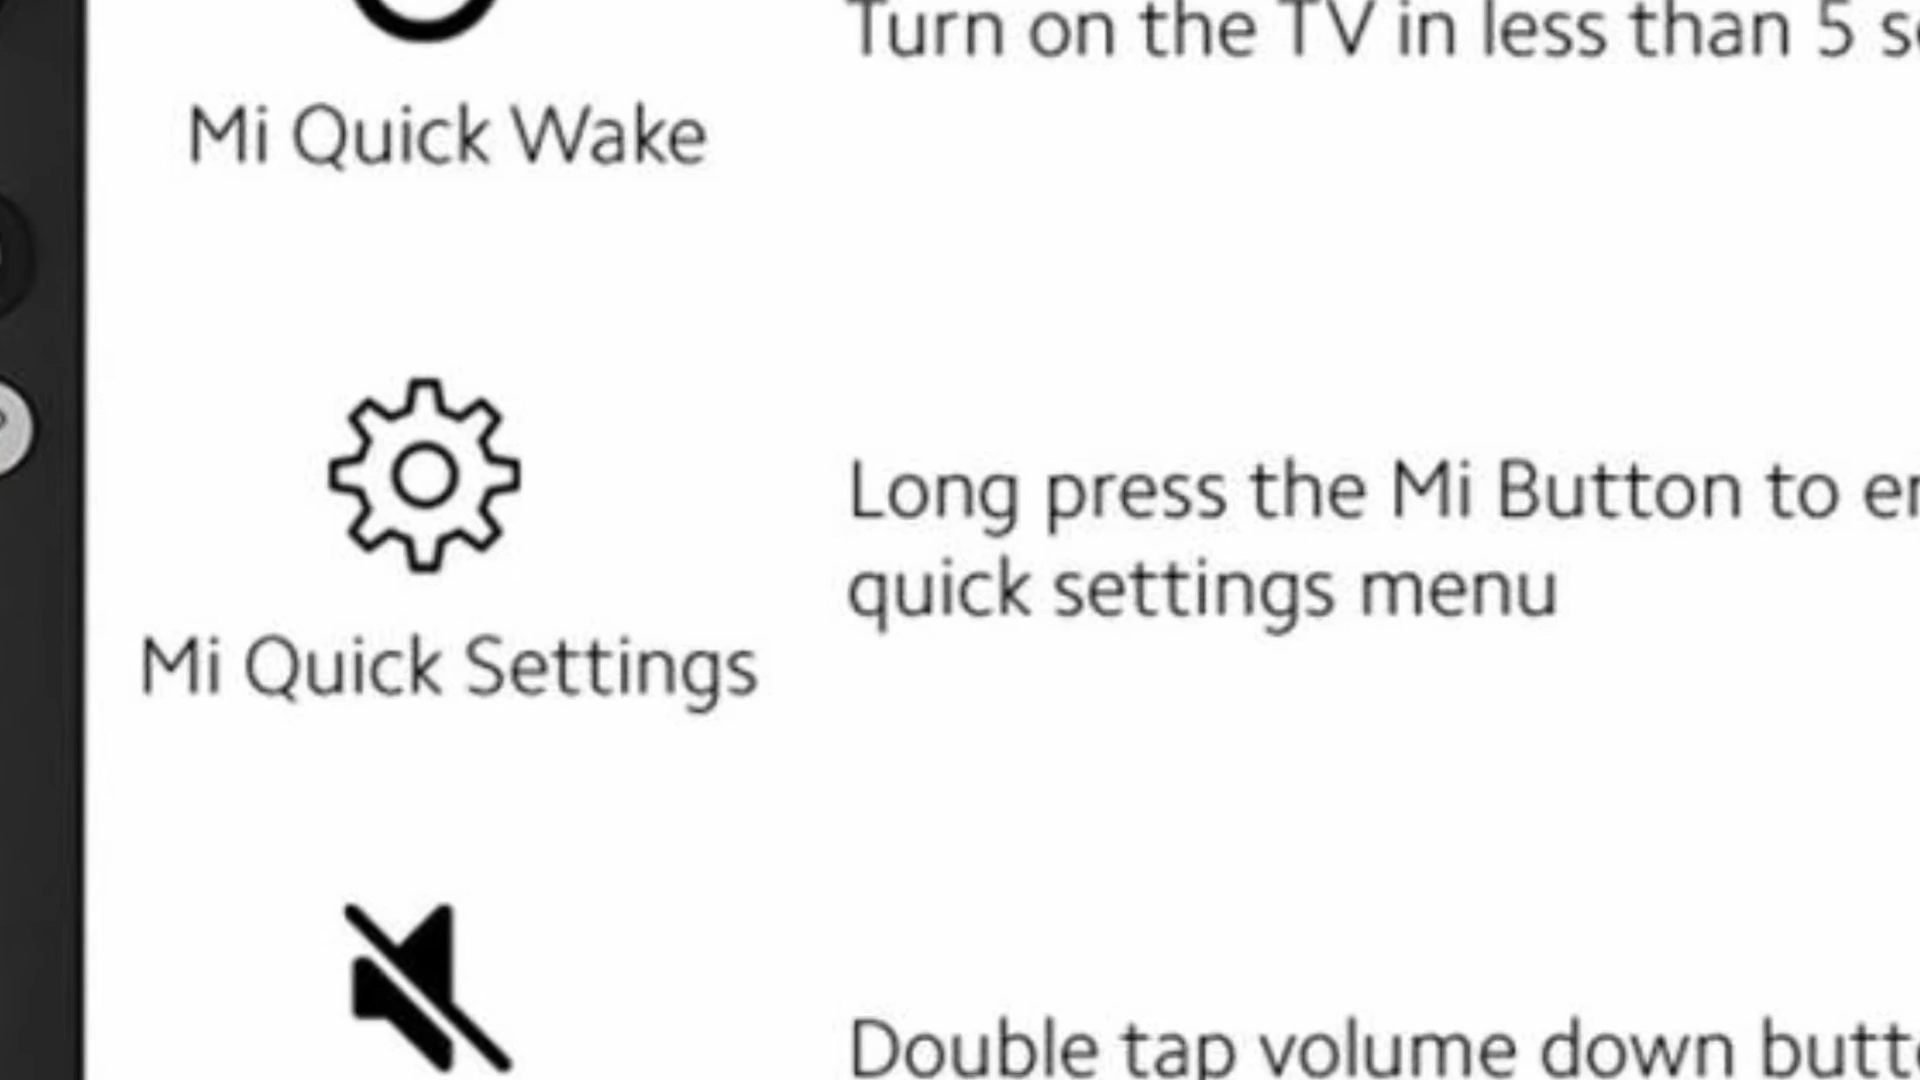 Turn on the TV in less than 5
Mi Quick Wake
Long press the Mi Button to
quick settings menu
Mi Quick Settings
Double tap volume down